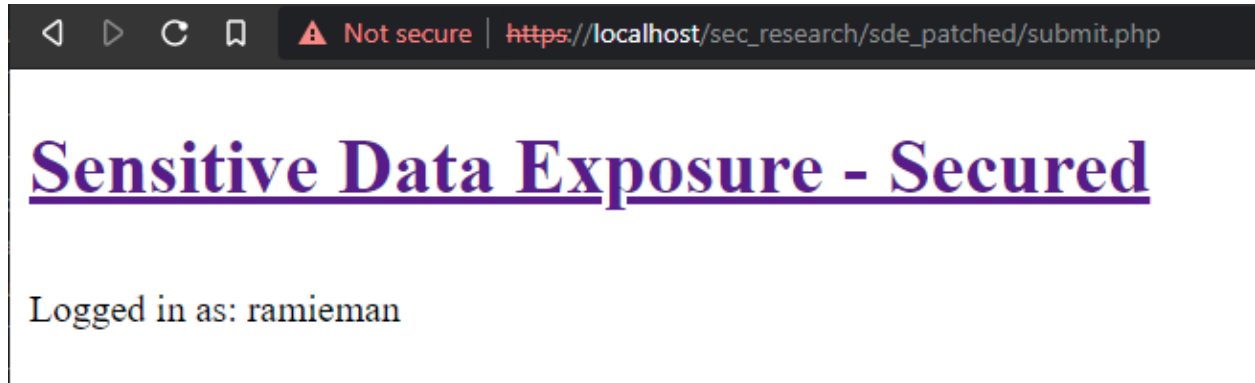 Not secure | https://localhost/sec_research/sde_patched/submit.php
Sensitive Data Exposure - Secured
Logged in as: ramieman